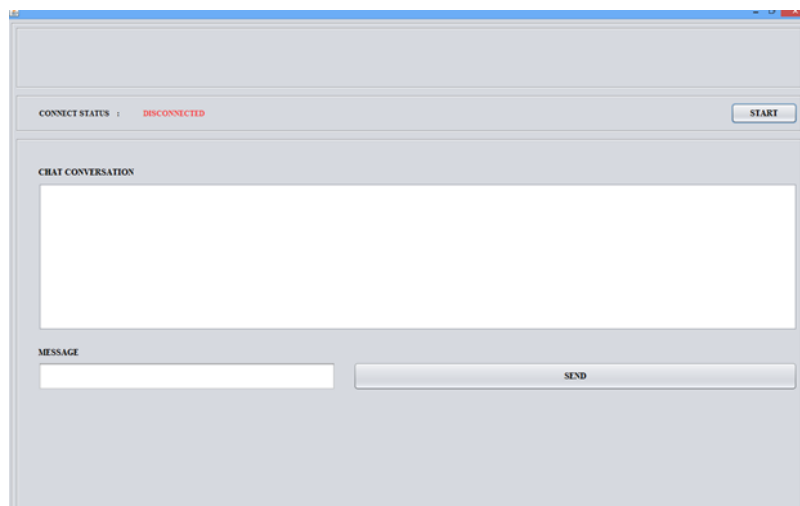 CONNECT STATUS : DISCONNECTED START
CHAT CONVERSATION
MESSAGE
SEND